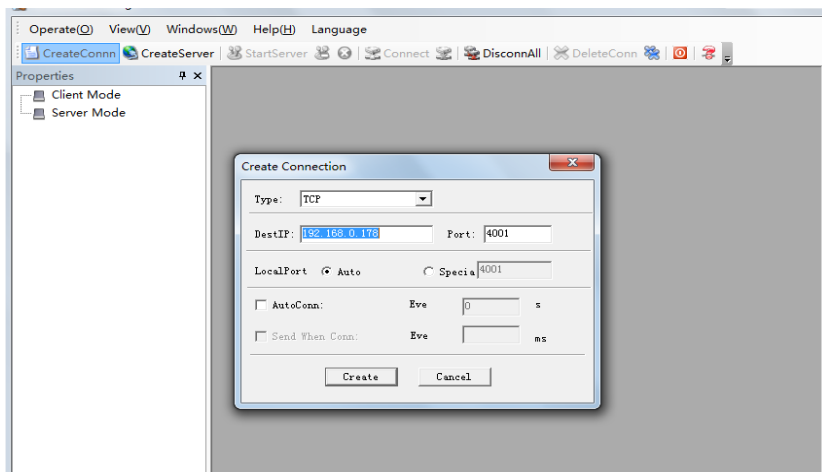 Operate(O) View(V) Windows(W) Help(H) Language
CreateConnn CreateServer StartServer Connect DisconnAll DeleteConn
Properties
Client Mode
Server Mode
Create Connection
Type: TCP
DestIP: 192.168.0.178 Port: 4001
LocalPort Auto Specia 4001
AutoConn: Eve 0 s
Send When Conn: Eve ms
Create Cancel